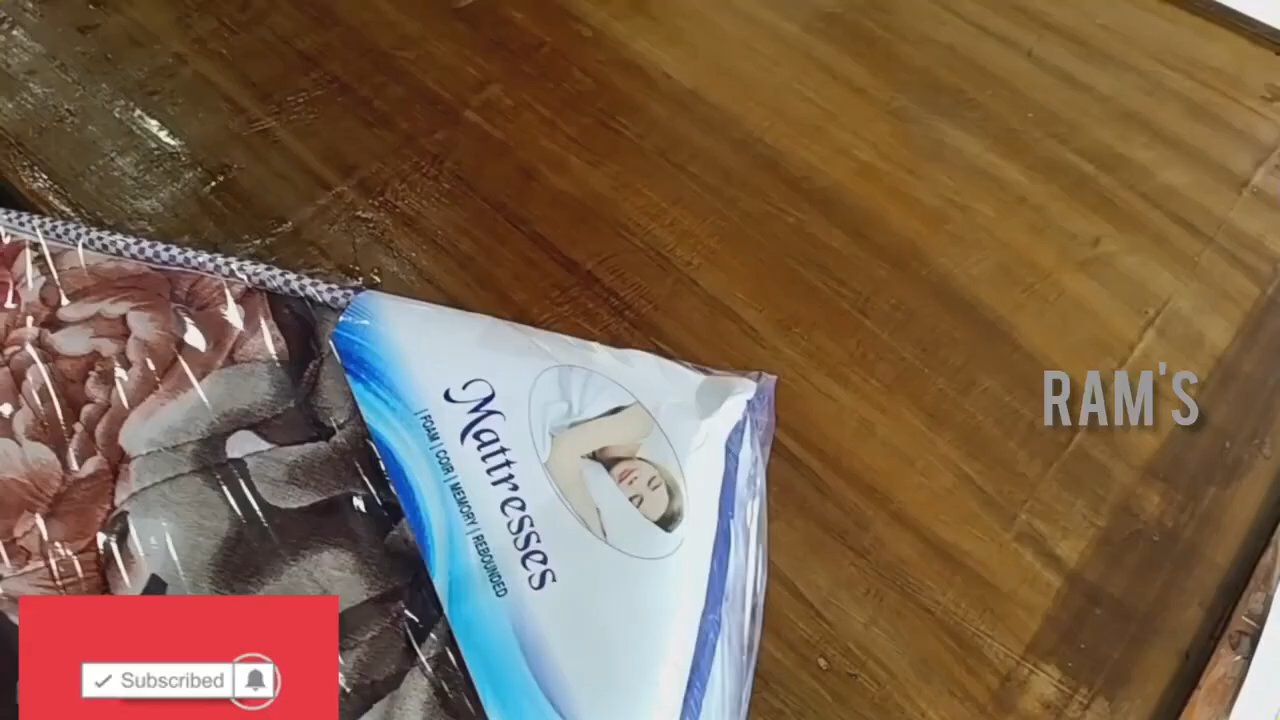 Mattresses
| FOAM | COIR | MEMORY | REBOUNDED
RAM'S
Subscribed